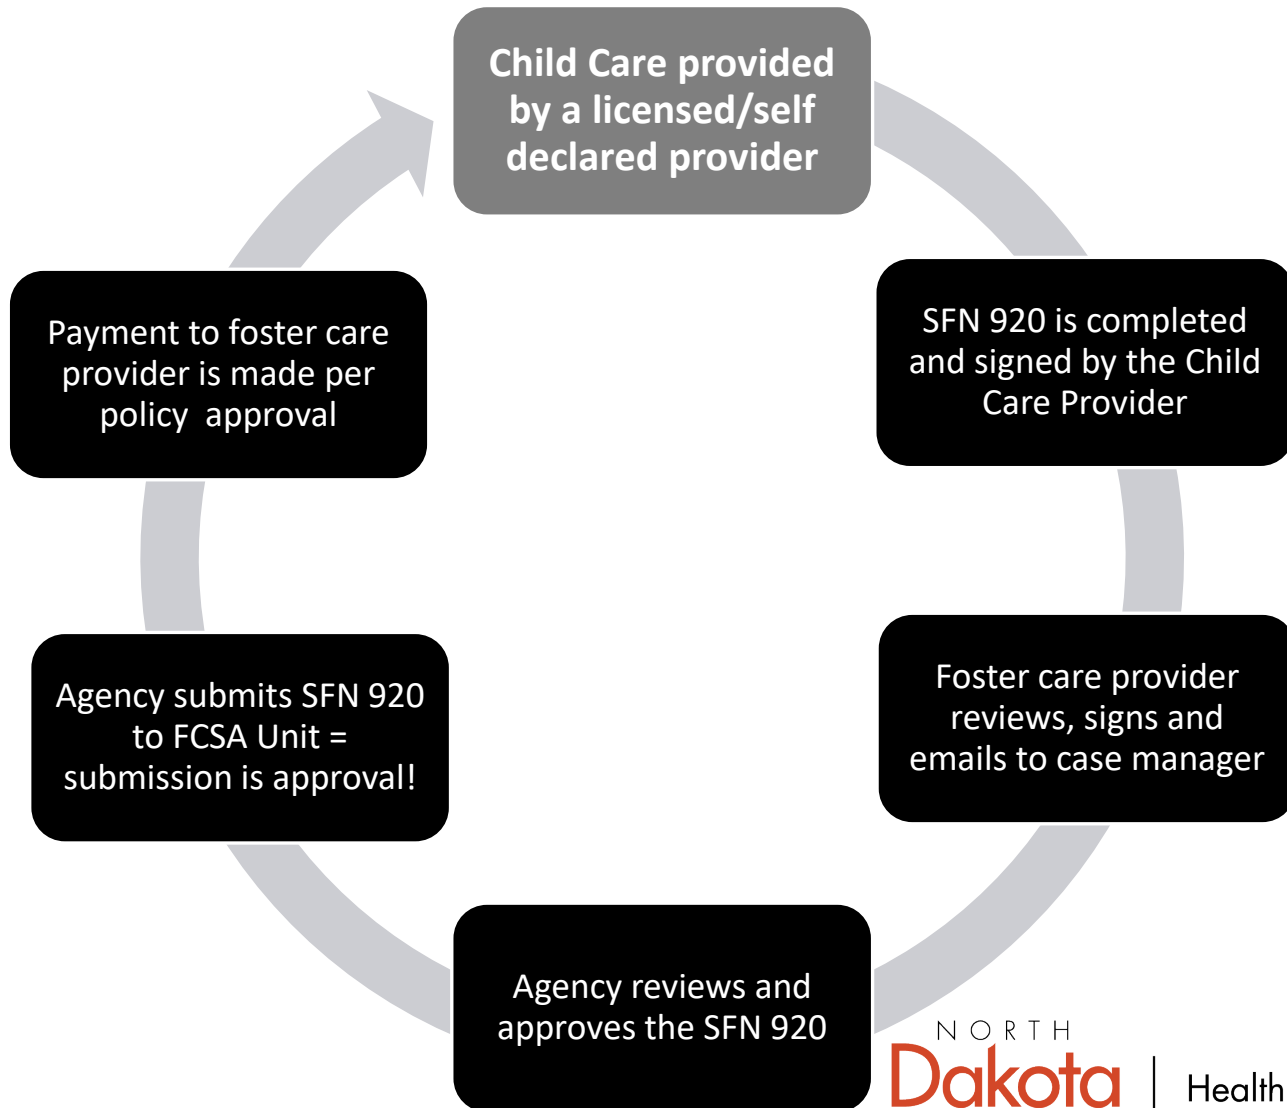 Child Care provided
by a licensed/self
declared provider
SFN 920 is completed
and signed by the Child
Care Provider
Foster care provider
reviews, signs and
emails to case manager
Agency reviews and
approves the SFN 920
Agency submits SFN 920
to FCSA Unit =
submission is approval!
Payment to foster care
provider is made per
policy approval
NORTH
Dakota | Health